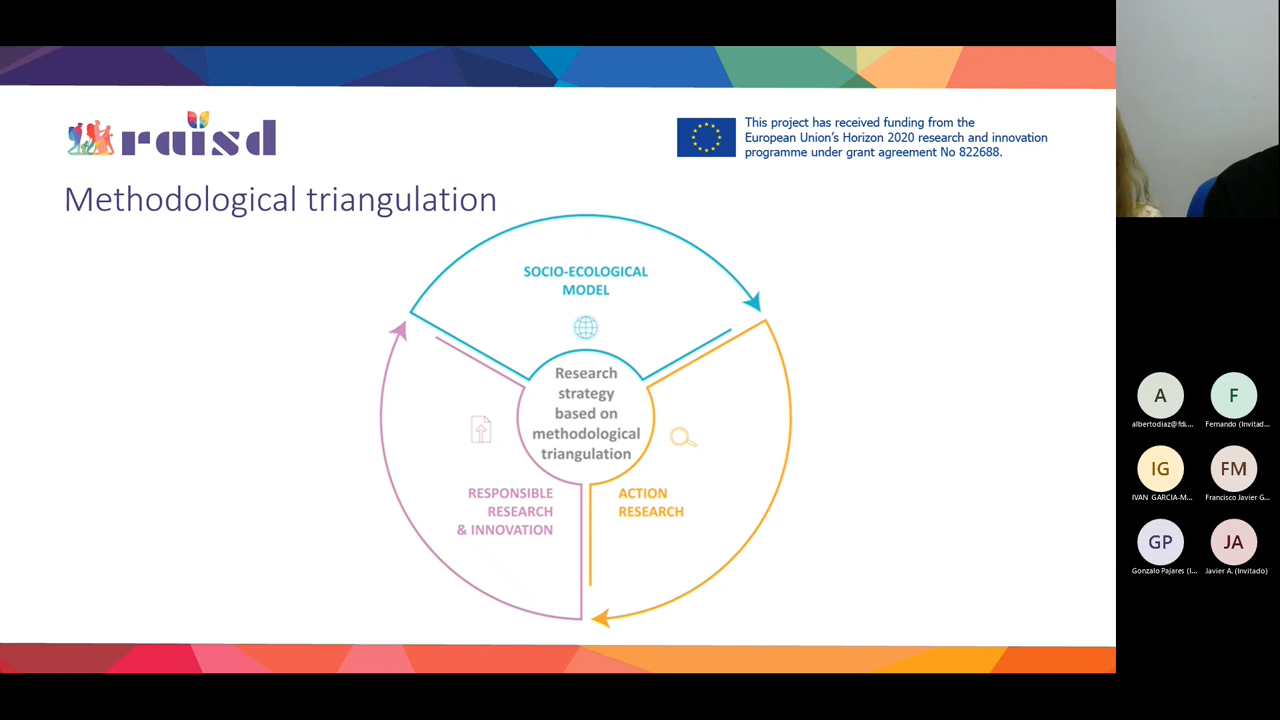 raisd
This project has received funding from the
European Union's Horizon 2020 research and innovation
programme under grant agreement No 822688.
Methodological triangulation
SOCIO-ECOLOGICAL
MODEL
Research
strategy
based on
methodological
triangulation
RESPONSIBLE
RESEARCH
& INNOVATION
ACTION
RESEARCH
A
albertodiaz@fdi....
F
Fernando (Invitad...
IG
IVAN GARCIA-M...
FM
Francisco Javier G...
GP
Gonzalo Pajares (I...
JA
Javier A. (Invitado)